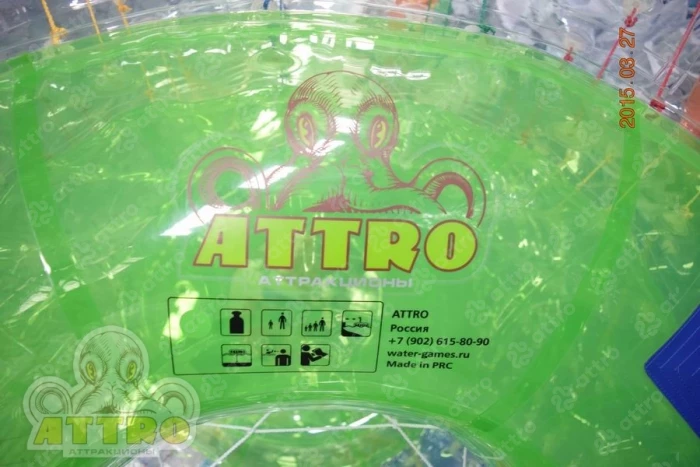 2015.03.27
ATTRO
АТТРАКЦИОНЫ
ATTRO
Россия
+7 (902) 615-80-90
water-games.ru
Made in PRC
ATTRO
АТТРАКЦИОНЫ